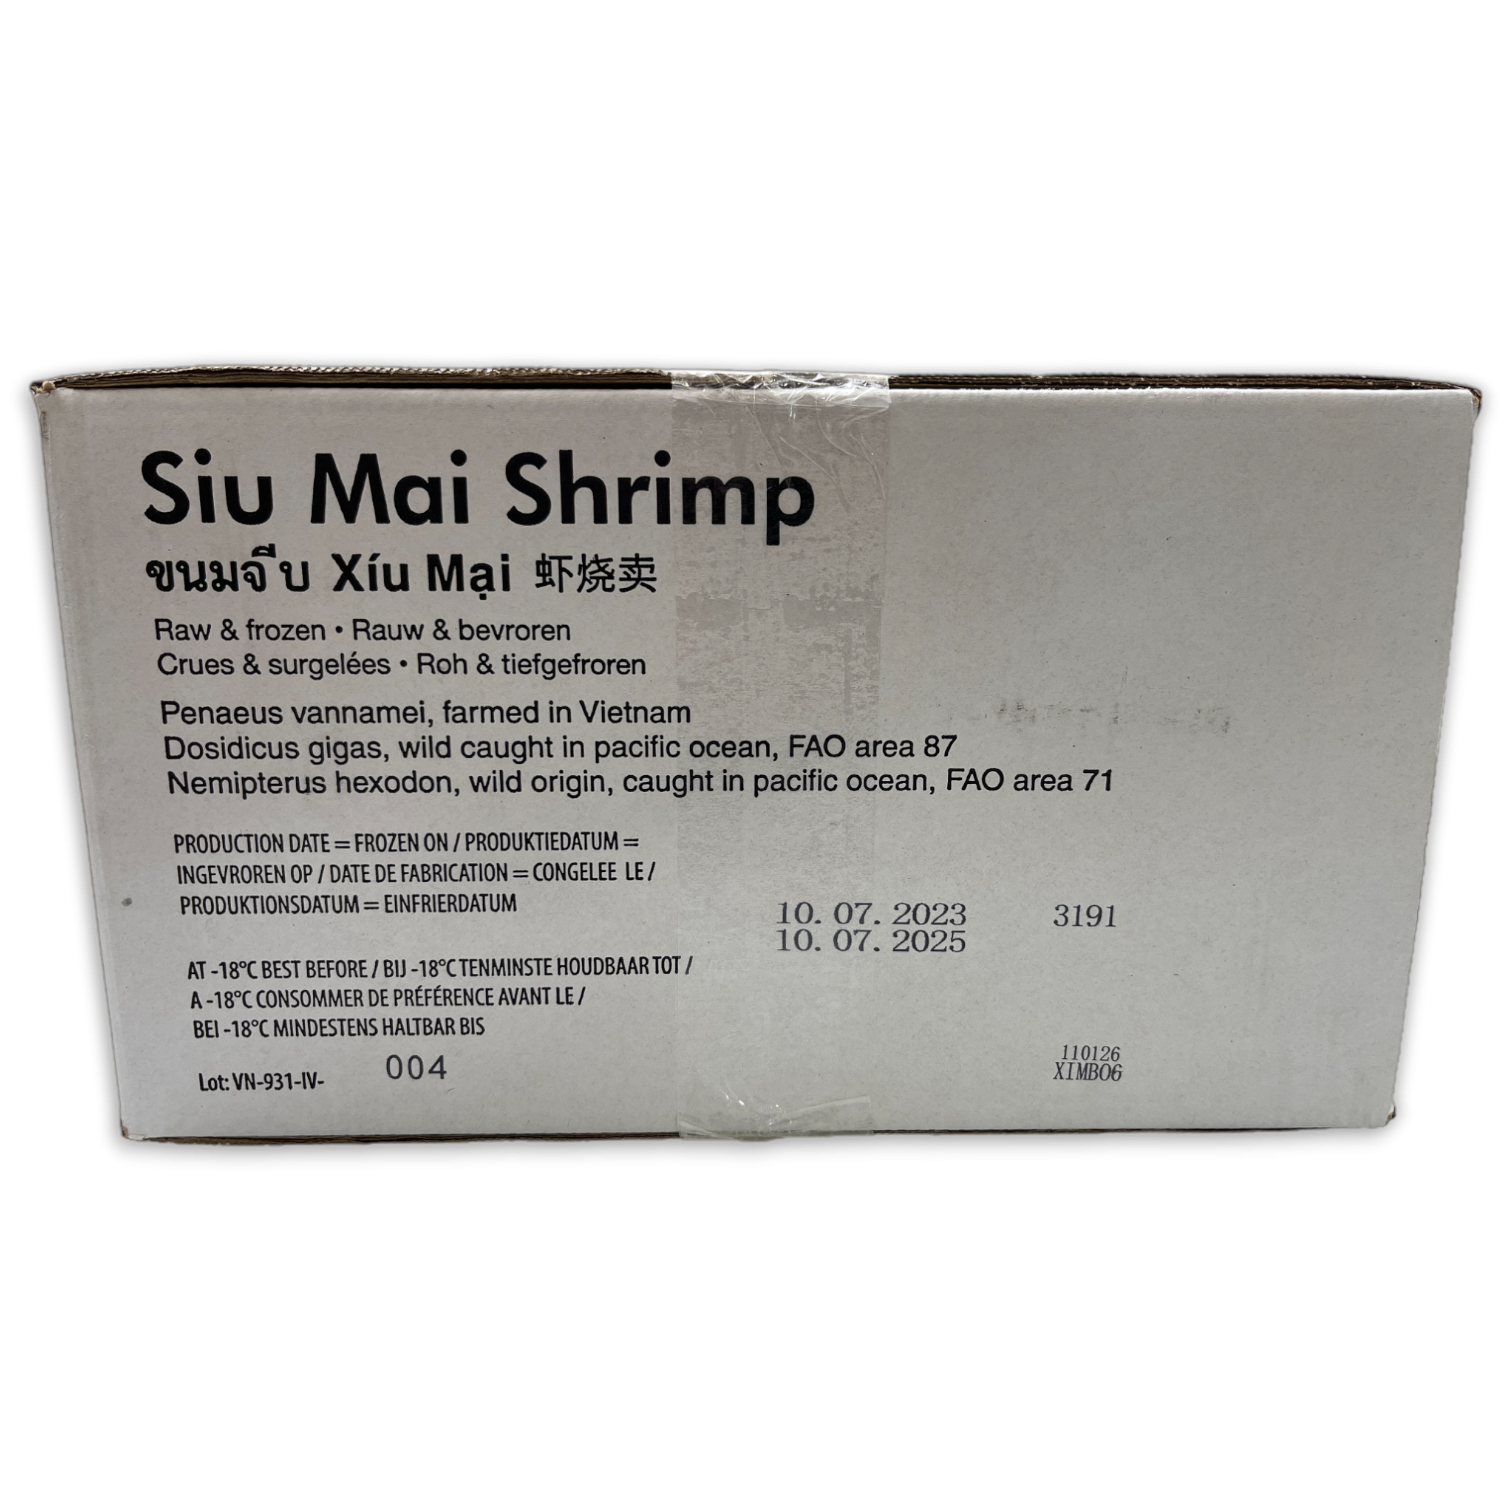 Siu Mai Shrimp
ขนมจีบ Xíu Mại 虾烧卖
Raw & frozen • Rauw & bevroren
Crues & surgelées • Roh & tiefgefroren
Penaeus vannamei, farmed in Vietnam
Dosidicus gigas, wild caught in pacific ocean, FAO area 87
Nemipterus hexodon, wild origin, caught in pacific ocean, FAO area 71
PRODUCTION DATE = FROZEN ON / PRODUKTIEDATUM =
INGEVROREN OP / DATE DE FABRICATION = CONGELEE LE /
PRODUKTIONSDATUM = EINFRIERDATUM
10. 07. 2023 3191
10. 07. 2025
AT -18°C BEST BEFORE / BIJ -18°C TENMINSTE HOUDBAAR TOT /
A -18°C CONSOMMER DE PRÉFÉRENCE AVANT LE /
BEI -18°C MINDESTENS HALTBAR BIS
Lot: VN-931-IV- 004
110126
XIMB06